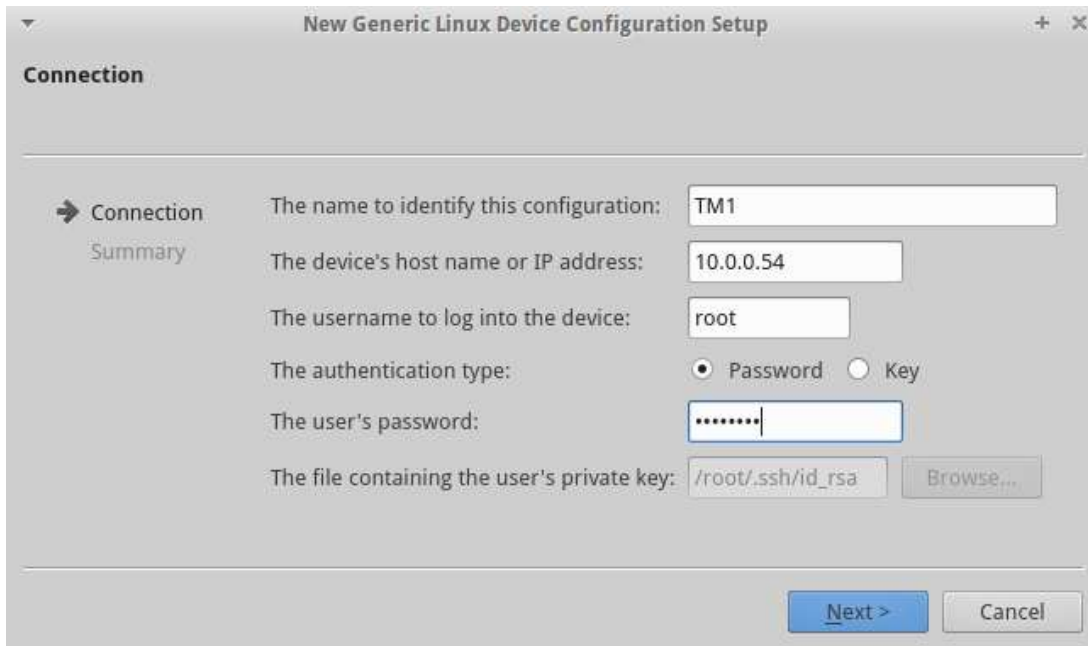 New Generic Linux Device Configuration Setup
Connection
Connection
Summary
The name to identify this configuration: TM1
The device's host name or IP address: 10.0.0.54
The username to log into the device: root
The authentication type: Password Key
The user's password: ••••••••
The file containing the user's private key: /root/.ssh/id_rsa Browse...
Next > Cancel